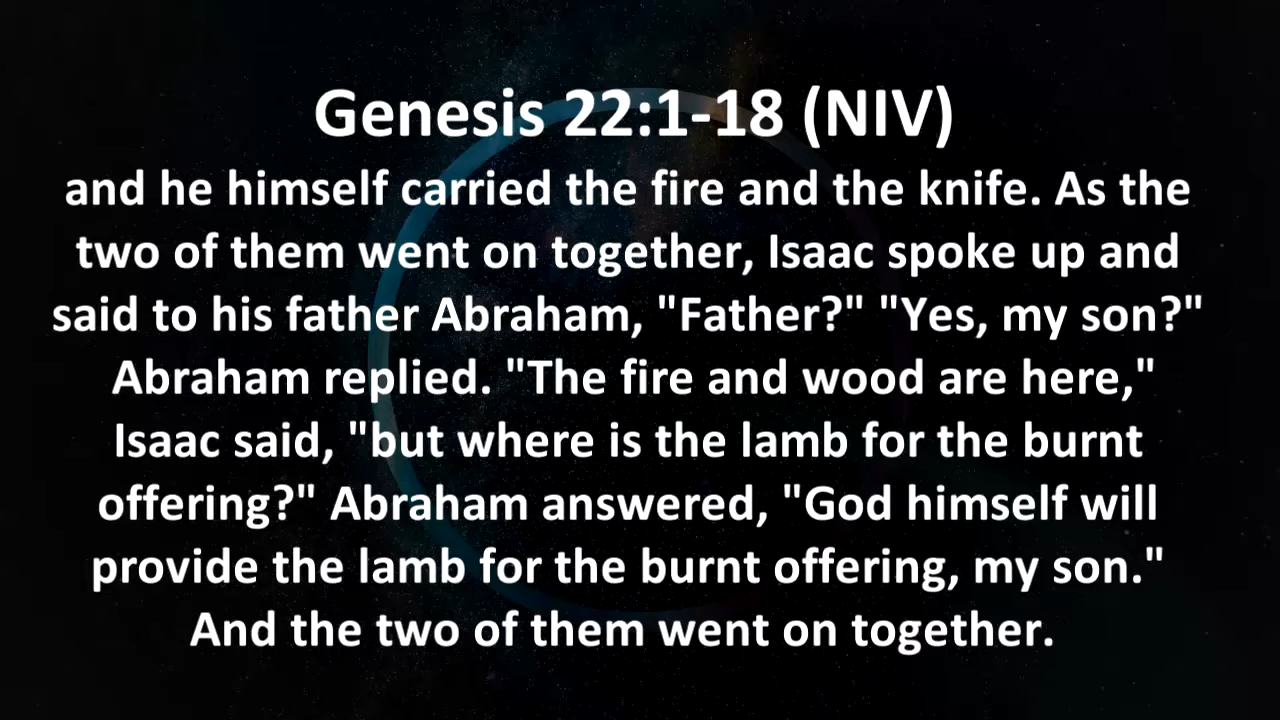 Genesis 22:1-18 (NIV)
and he himself carried the fire and the knife. As the
two of them went on together, Isaac spoke up and
said to his father Abraham, "Father?" "Yes, my son?"
Abraham replied. "The fire and wood are here,"
Isaac said, "but where is the lamb for the burnt
offering?" Abraham answered, "God himself will
provide the lamb for the burnt offering, my son."
And the two of them went on together.